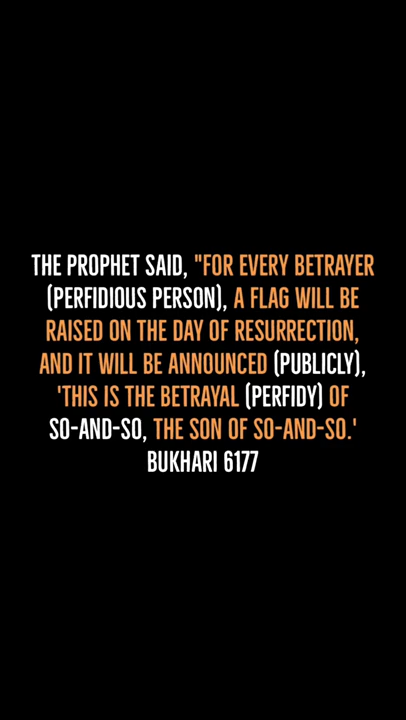 THE PROPHET SAID, "FOR EVERY BETRAYER
(PERFIDIOUS PERSON), A FLAG WILL BE
RAISED ON THE DAY OF RESURRECTION,
AND IT WILL BE ANNOUNCED (PUBLICLY),
'THIS IS THE BETRAYAL (PERFIDY) OF
SO-AND-SO, THE SON OF SO-AND-SO.'
BUKHARI 6177